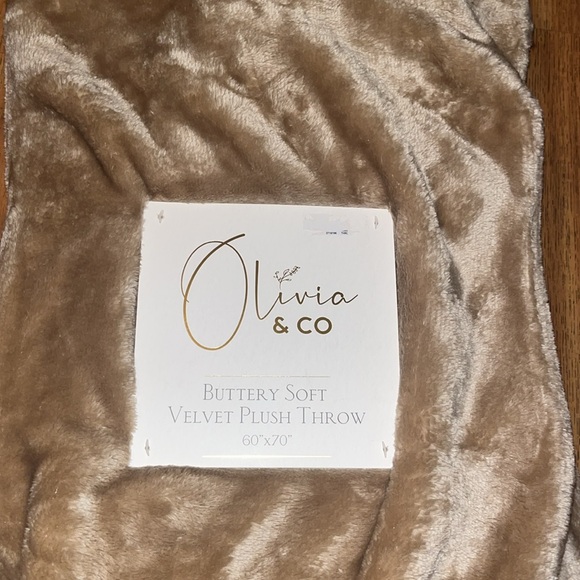 Olivia
& CO
BUTTERY SOFT
VELVET PLUSH THROW
60"x70"